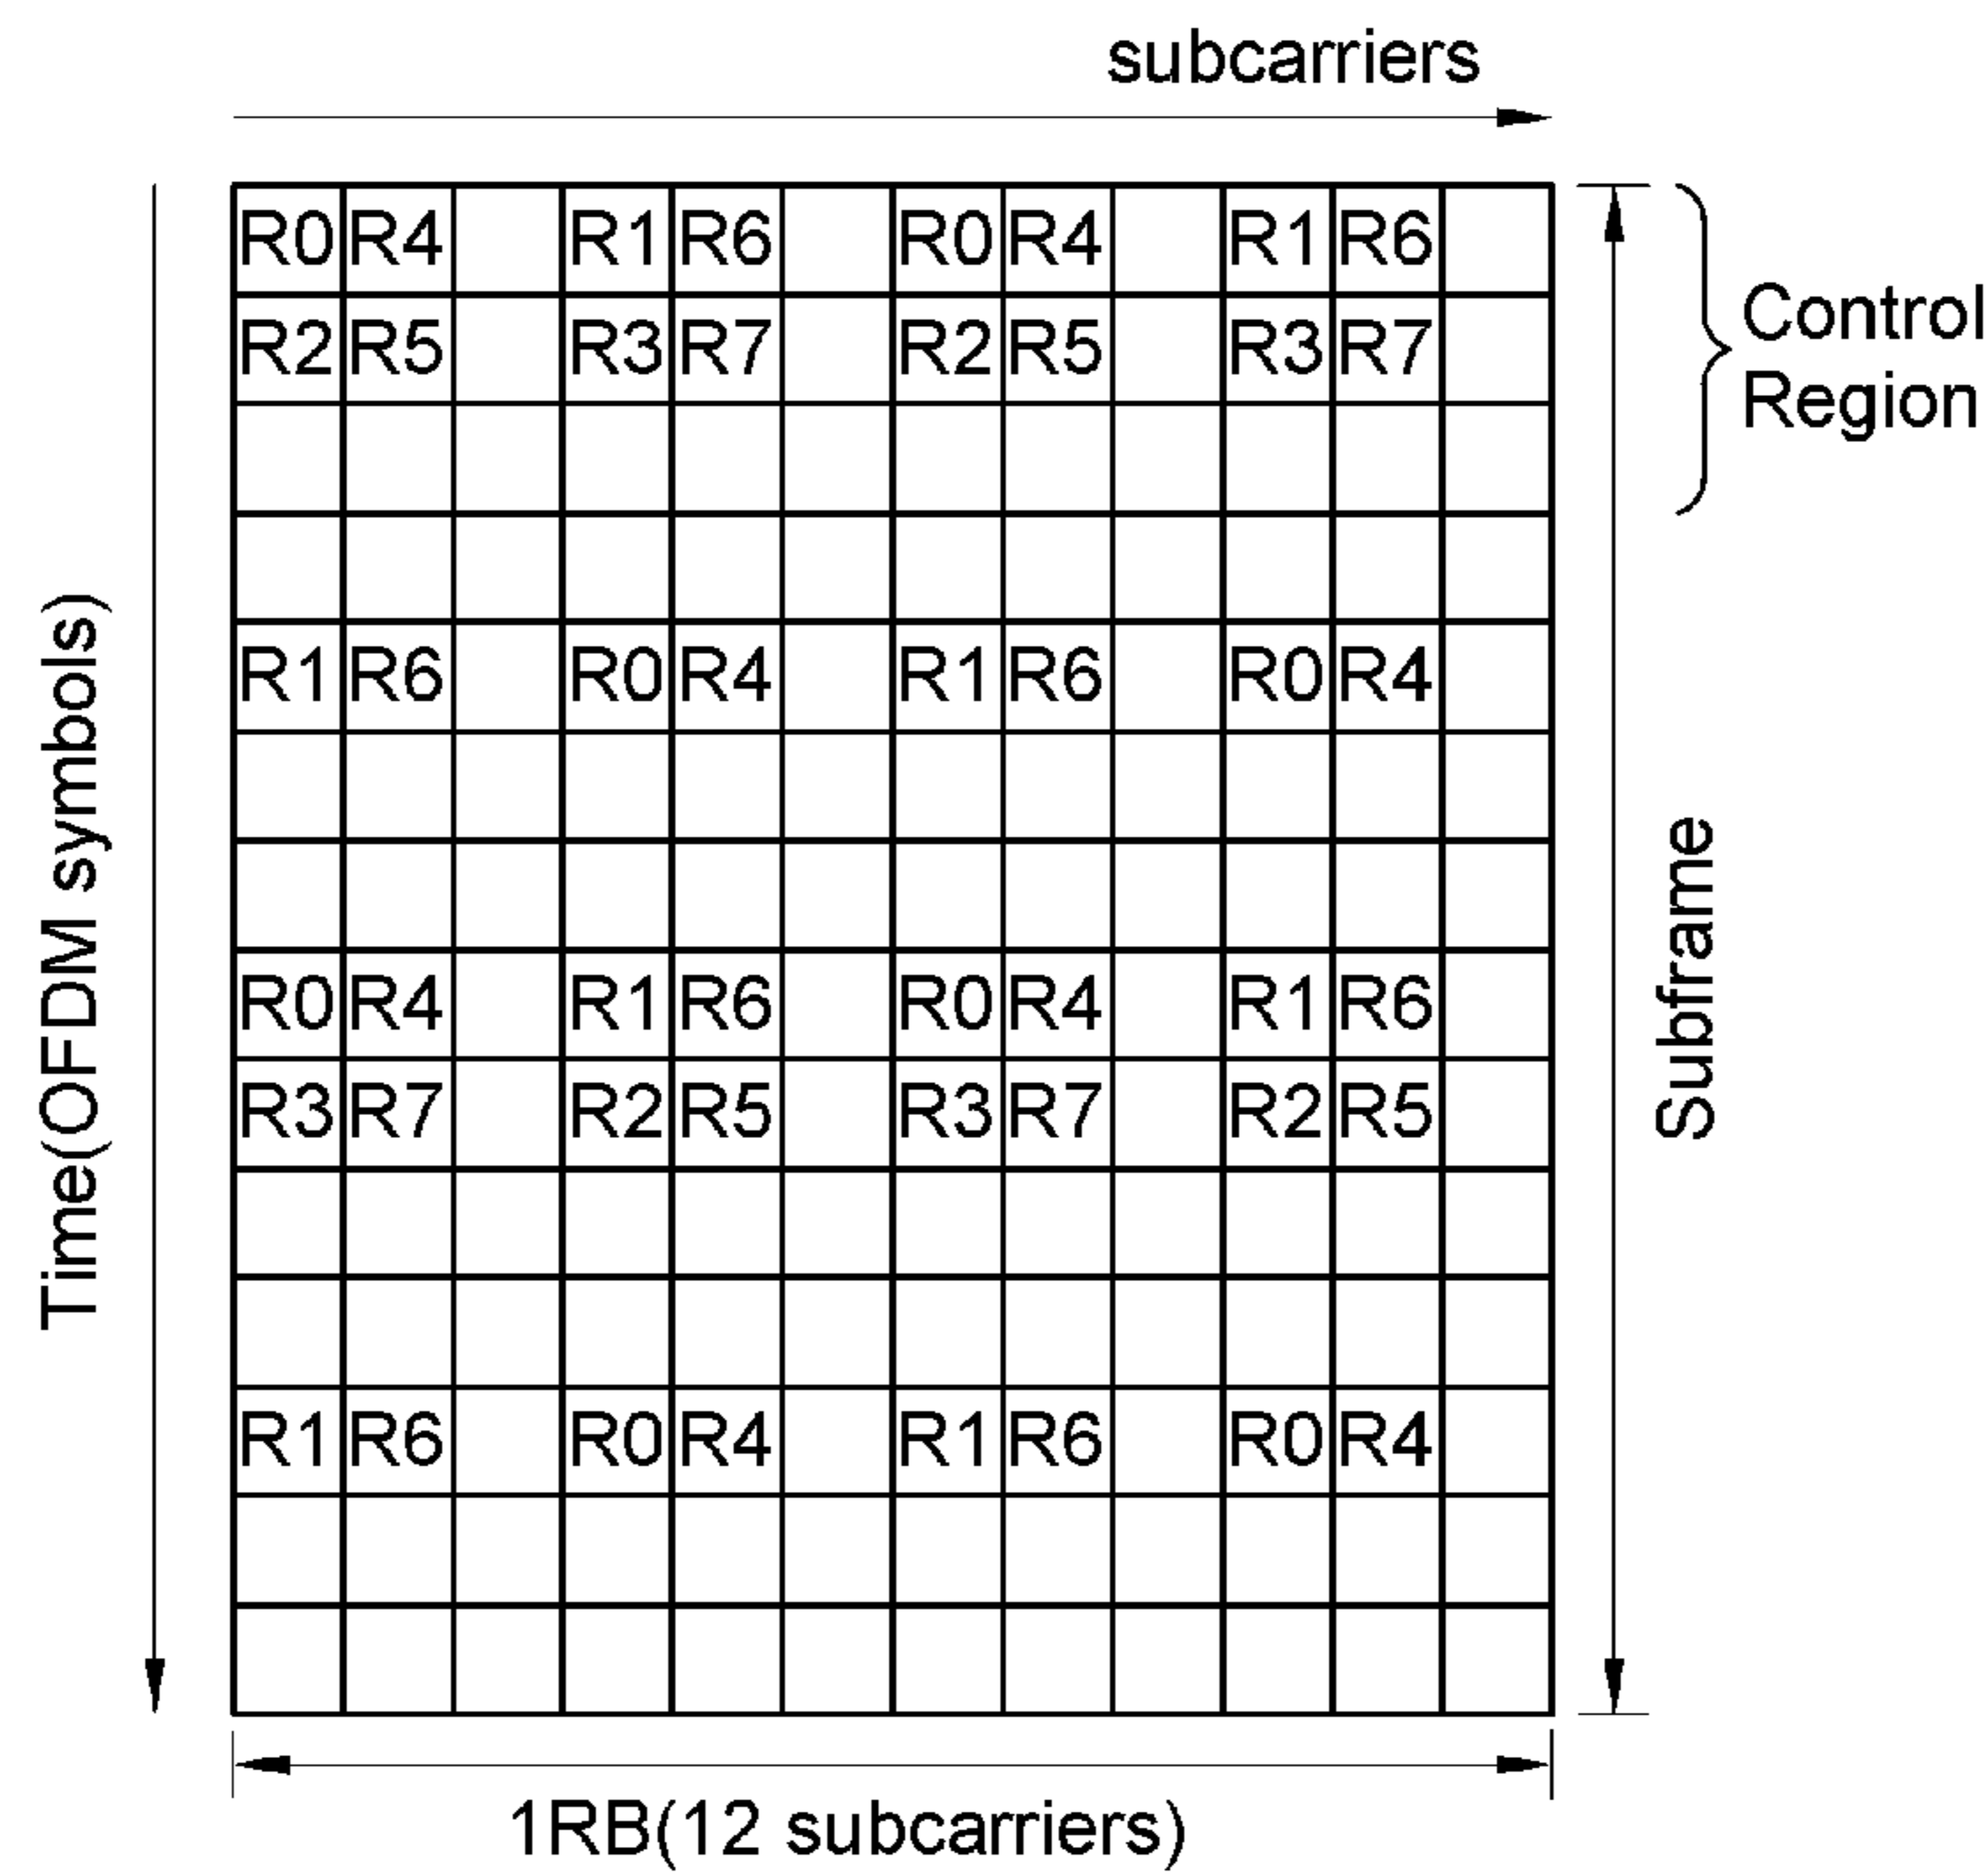 subcarriers
R0 R4 R1 R6 R0 R4 R1 R6
R2 R5 R3 R7 R2 R5 R3 R7
Control
Region
R1 R6 R0 R4 R1 R6 R0 R4
R0 R4 R1 R6 R0 R4 R1 R6
R3 R7 R2 R5 R3 R7 R2 R5
R1 R6 R0 R4 R1 R6 R0 R4
Time(OFDM symbols)
Subframe
1RB(12 subcarriers)